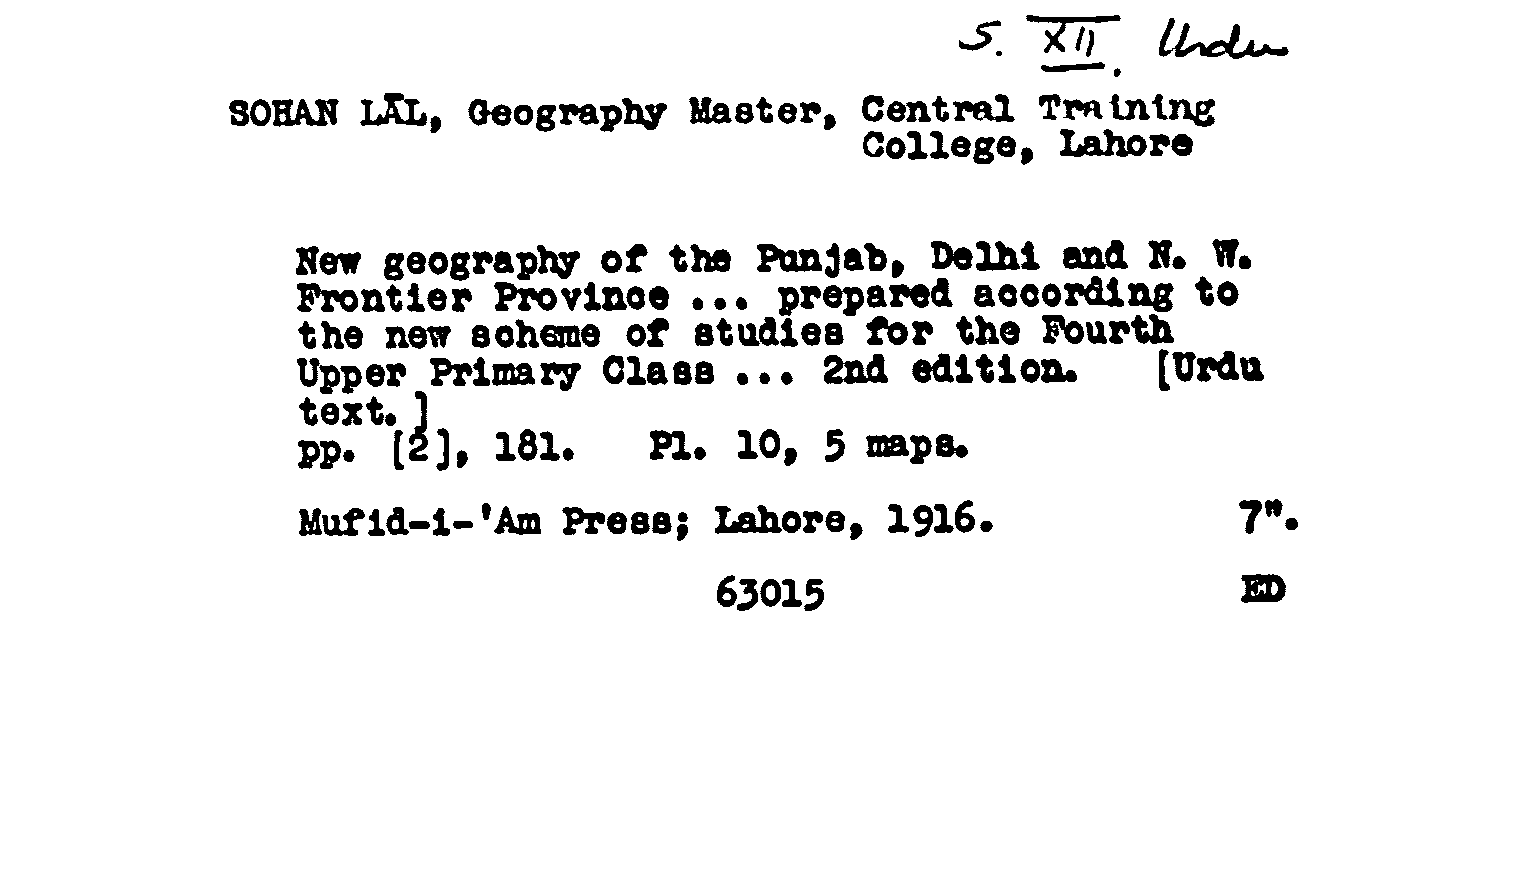 S. XII. Urdu
SOHAN LĀL, Geography Master, Central Training
College, Lahore
New geography of the Punjab, Delhi and N. W.
Frontier Province ... prepared according to
the new scheme of studies for the Fourth
Upper Primary Class ... 2nd edition. [Urdu
text.]
pp. [2], 181. Pl. 10, 5 maps.
Mufid-i-'Am Press; Lahore, 1916. 7".
63015 ED